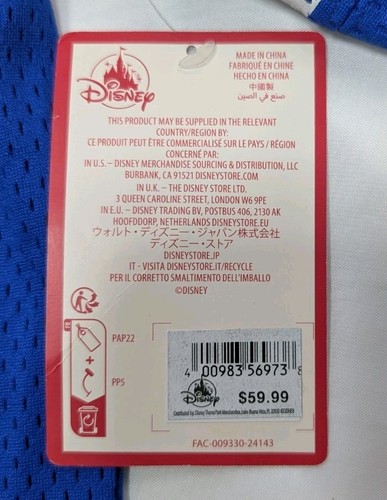 Disney
MADE IN CHINA
FABRIQUÉ EN CHINE
HECHO EN CHINA
中國製
صنع في الصين
THIS PRODUCT MAY BE SUPPLIED IN THE RELEVANT
COUNTRY/REGION BY:
CE PRODUIT PEUT ÊTRE COMMERCIALISÉ SUR LE PAYS / RÉGION
CONCERNÉ PAR:
IN U.S. – DISNEY MERCHANDISE SOURCING & DISTRIBUTION, LLC
BURBANK, CA 91521 DISNEYSTORE.COM
IN U.K. – THE DISNEY STORE LTD.
3 QUEEN CAROLINE STREET, LONDON W6 9PE
IN E.U. – DISNEY TRADING BV, POSTBUS 406, 2130 AK
HOOFDDORP, NETHERLANDS DISNEYSTORE.EU
ウォルト・ディズニー・ジャパン株式会社
ディズニー・ストア
DISNEYSTORE.JP
IT - VISITA DISNEYSTORE.IT/RECYCLE
PER IL CORRETTO SMALTIMENTO DELL'IMBALLO
©DISNEY
PAP22
+
PP5
4 00983 56973 8
Disney
$59.99
FAC-009330-24143